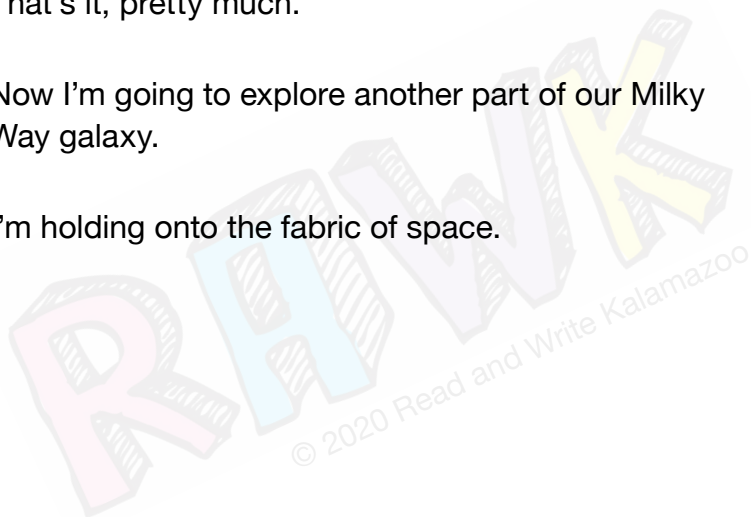 that's it, pretty much.
Now I'm going to explore another part of our Milky
Way galaxy.
I'm holding onto the fabric of space.
RAWK
© 2020 Read and Write Kalamazoo